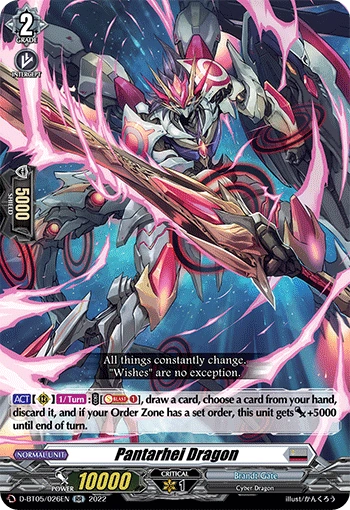 2
GRADE
INTERCEPT
5000
SHIELD
All things constantly change.
"Wishes" are no exception.
ACT 1/Turn : SOUL BLAST 1, draw a card, choose a card from your hand,
discard it, and if your Order Zone has a set order, this unit gets +5000
until end of turn.
NORMAL UNIT
Pantarhei Dragon
POWER 10000
CRITICAL
1
Brandt Gate
Cyber Dragon
D-BT05/026EN RR 2022
illust/かんくろう